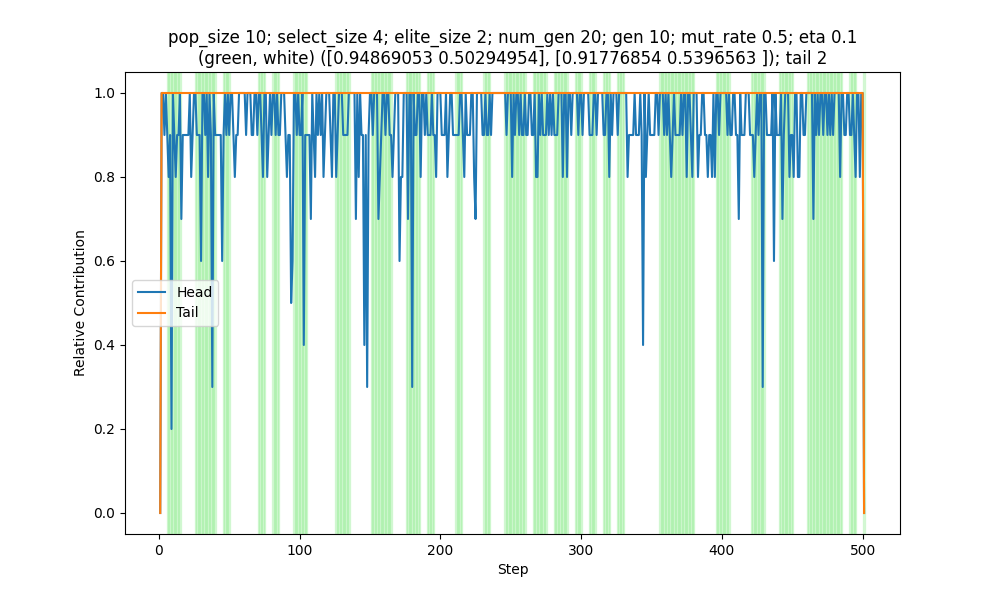 pop_size 10; select_size 4; elite_size 2; num_gen 20; gen 10; mut_rate 0.5; eta 0.1
(green, white) ([0.94869053 0.50294954], [0.91776854 0.5396563 ]); tail 2
1.0
0.8
0.6
0.4
0.2
0.0
Relative Contribution
Head
Tail
0
100
200
300
400
500
Step